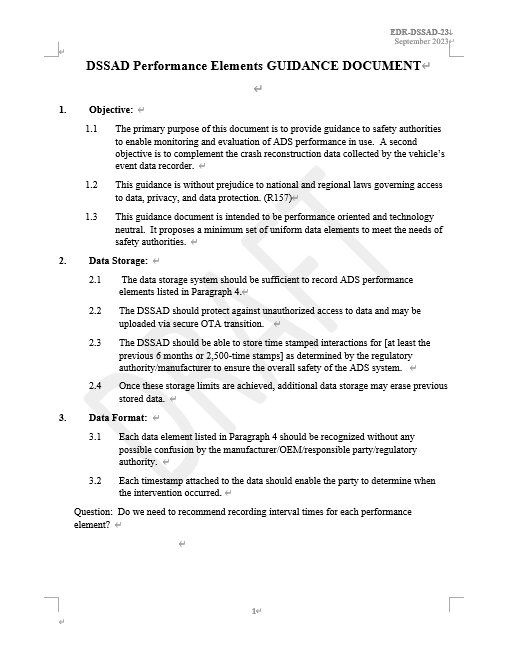 EDR-DSSAD-23
September 2023
DSSAD Performance Elements GUIDANCE DOCUMENT
1. Objective:
1.1 The primary purpose of this document is to provide guidance to safety authorities
to enable monitoring and evaluation of ADS performance in use. A second
objective is to complement the crash reconstruction data collected by the vehicle's
event data recorder.
1.2 This guidance is without prejudice to national and regional laws governing access
to data, privacy, and data protection. (R157)
1.3 This guidance document is intended to be performance oriented and technology
neutral. It proposes a minimum set of uniform data elements to meet the needs of
safety authorities.
2. Data Storage:
2.1 The data storage system should be sufficient to record ADS performance
elements listed in Paragraph 4.
2.2 The DSSAD should protect against unauthorized access to data and may be
uploaded via secure OTA transition.
2.3 The DSSAD should be able to store time stamped interactions for [at least the
previous 6 months or 2,500-time stamps] as determined by the regulatory
authority/manufacturer to ensure the overall safety of the ADS system.
2.4 Once these storage limits are achieved, additional data storage may erase previous
stored data.
3. Data Format:
3.1 Each data element listed in Paragraph 4 should be recognized without any
possible confusion by the manufacturer/OEM/responsible party/regulatory
authority.
3.2 Each timestamp attached to the data should enable the party to determine when
the intervention occurred.
Question: Do we need to recommend recording interval times for each performance
element?
1
DRAFT